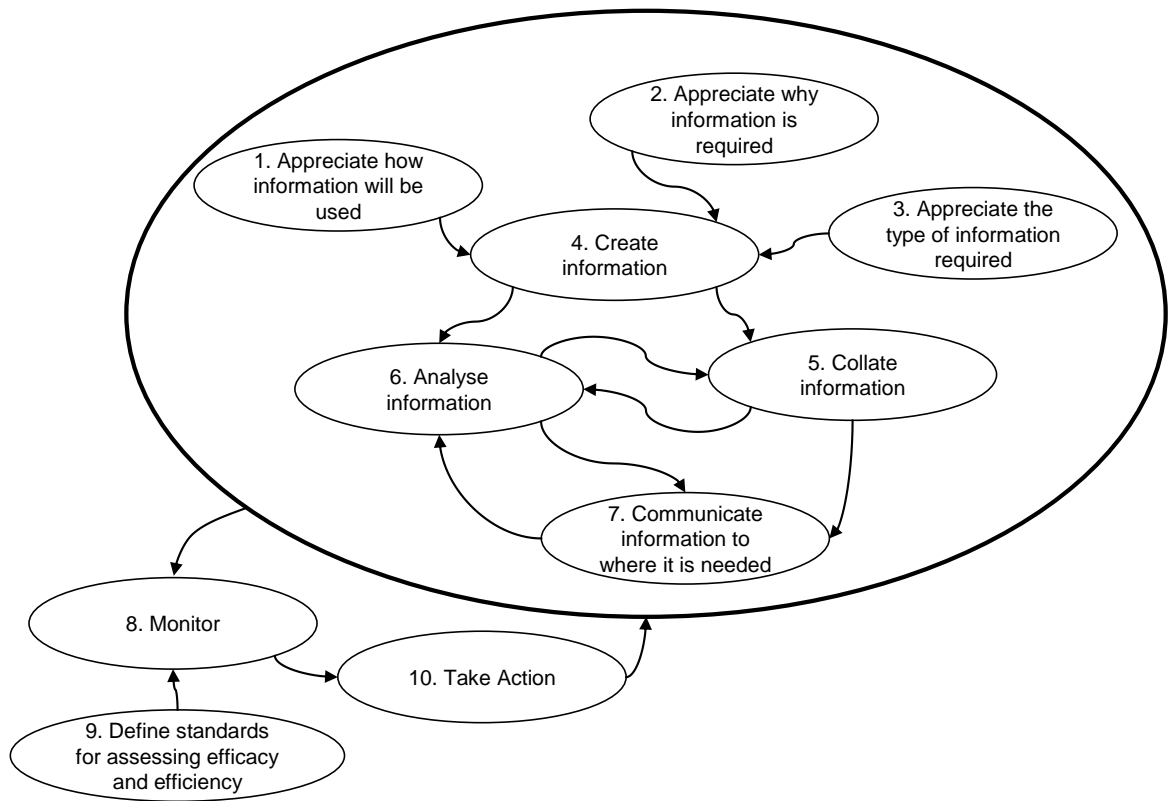 1. Appreciate how
information will be
used
2. Appreciate why
information is
required
3. Appreciate the
type of information
required
4. Create
information
5. Collate
information
6. Analyse
information
7. Communicate
information to
where it is needed
8. Monitor
9. Define standards
for assessing efficacy
and efficiency
10. Take Action